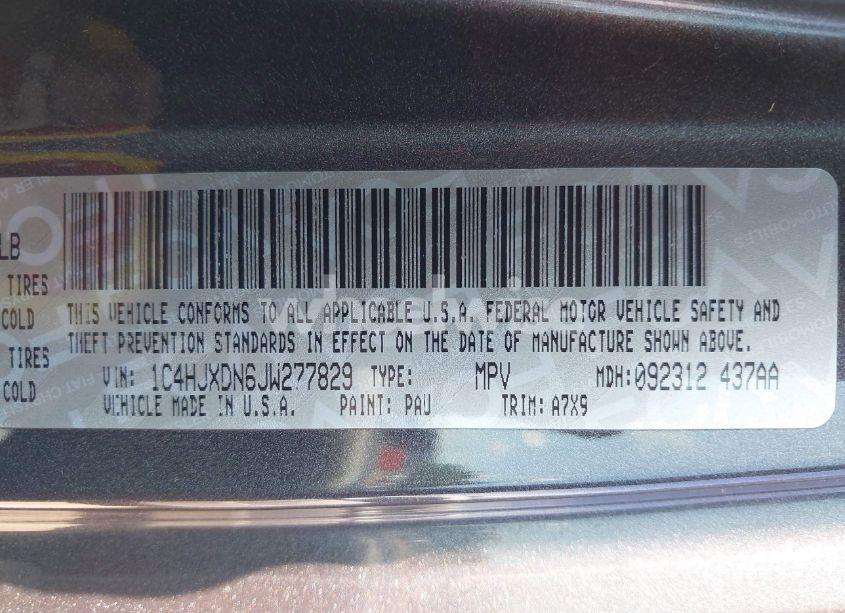 LB
TIRES
COLD
TIRES
COLD
THIS VEHICLE CONFORMS TO ALL APPLICABLE U.S.A. FEDERAL MOTOR VEHICLE SAFETY AND
THEFT PREVENTION STANDARDS IN EFFECT ON THE DATE OF MANUFACTURE SHOWN ABOVE.
VIN: 1C4HJXDN6JW277829 TYPE: MPV MDH:092312 437AA
VEHICLE MADE IN U.S.A. PAINT: PAU TRIM: A7X9